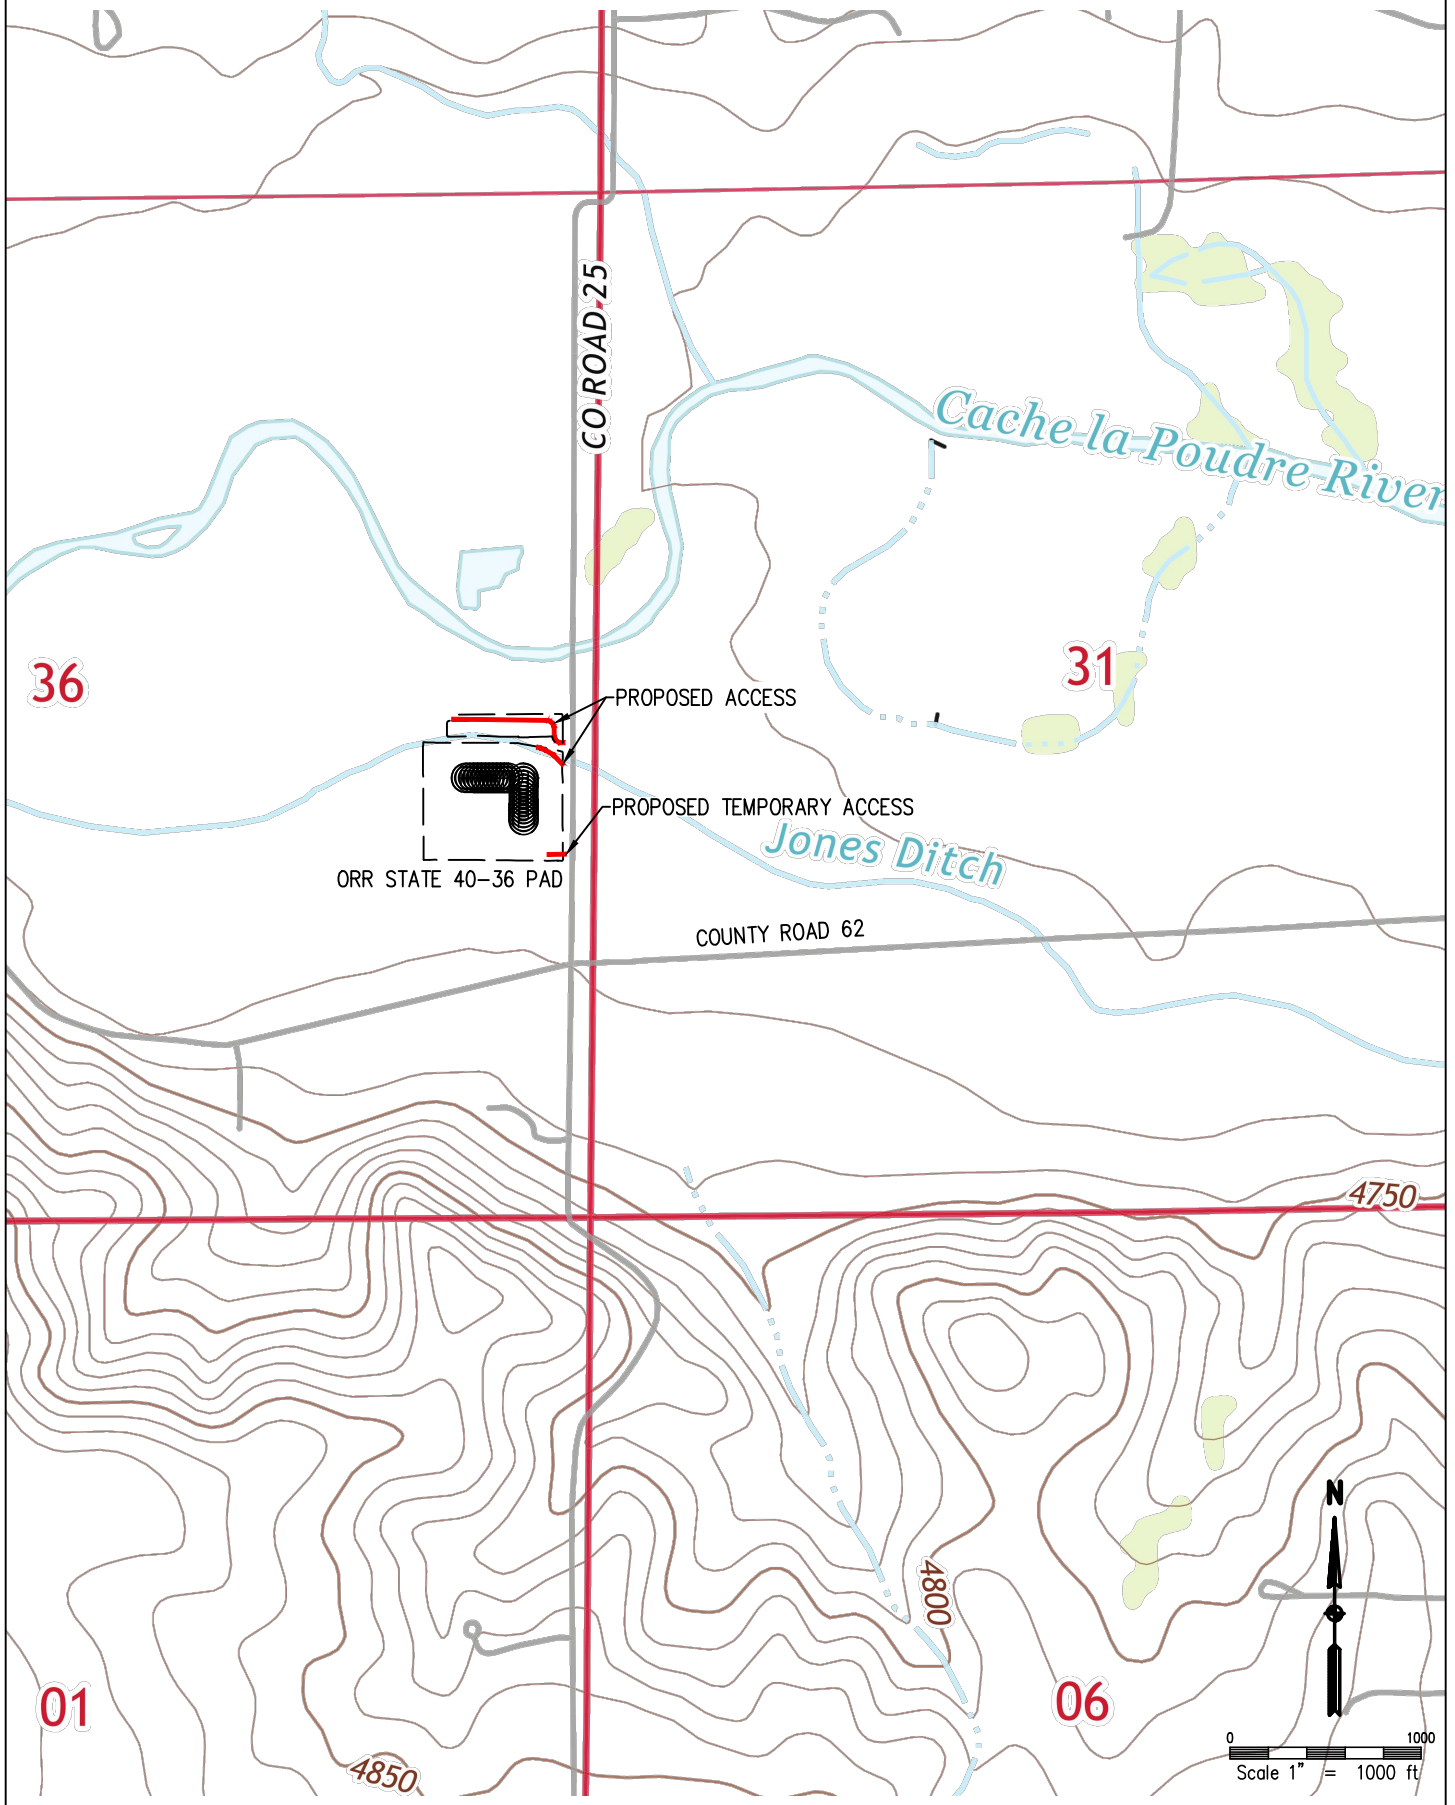 CO ROAD 25
Cache la Poudre River
36
31
PROPOSED ACCESS
PROPOSED TEMPORARY ACCESS
Jones Ditch
ORR STATE 40-36 PAD
COUNTY ROAD 62
4750
N
4800
01
06
0 1000
Scale 1" = 1000 ft
4850